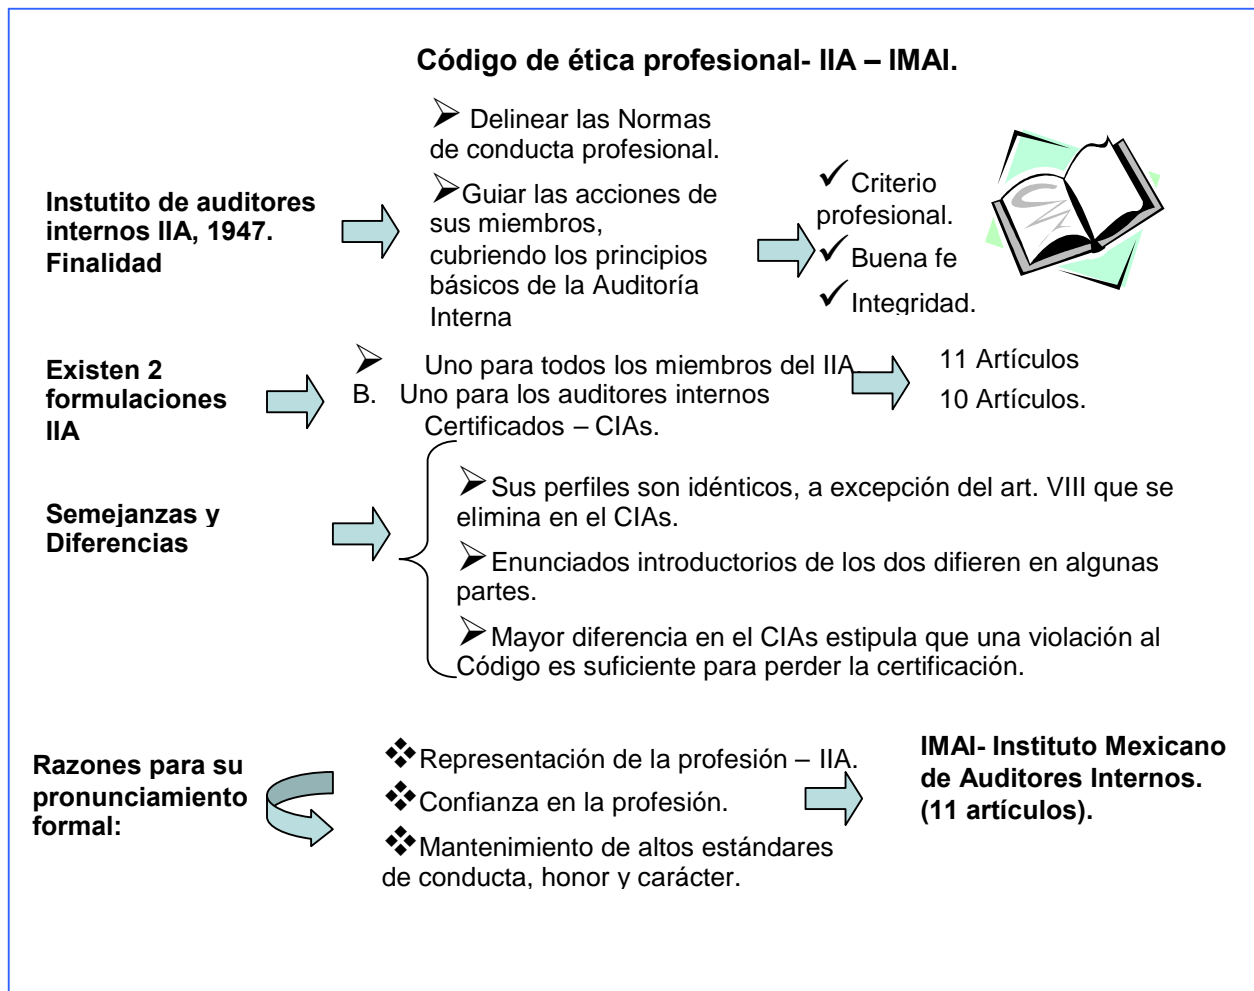 Código de ética profesional- IIA – IMAI.
Instutito de auditores
internos IIA, 1947.
Finalidad
➢ Delinear las Normas
de conducta profesional.
➢Guiar las acciones de
sus miembros,
cubriendo los principios
básicos de la Auditoría
Interna
✓ Criterio
profesional.
✓ Buena fe
✓Integridad.
Existen 2
formulaciones
IIA
➢ Uno para todos los miembros del IIA.
B. Uno para los auditores internos
Certificados – CIAs.
11 Artículos
10 Artículos.
Semejanzas y
Diferencias
➢Sus perfiles son idénticos, a excepción del art. VIII que se
elimina en el CIAs.
➢Enunciados introductorios de los dos difieren en algunas
partes.
➢Mayor diferencia en el CIAs estipula que una violación al
Código es suficiente para perder la certificación.
Razones para su
pronunciamiento
formal:
❖Representación de la profesión – IIA.
❖Confianza en la profesión.
❖Mantenimiento de altos estándares
de conducta, honor y carácter.
IMAI- Instituto Mexicano
de Auditores Internos.
(11 artículos).